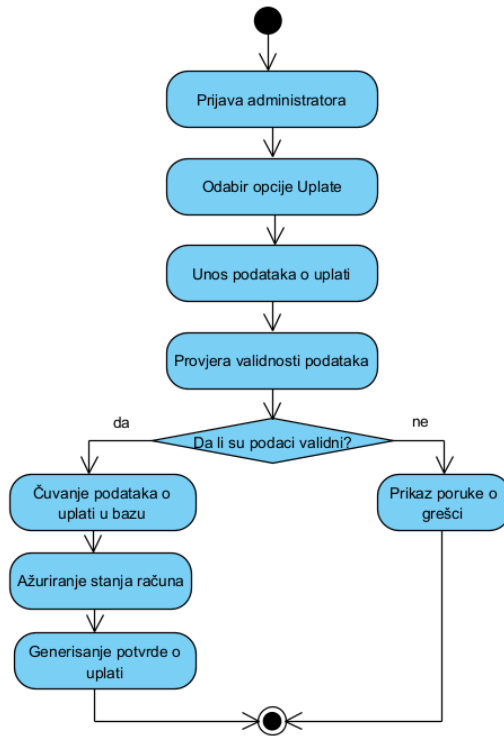 Prijava administratora
Odabir opcije Uplate
Unos podataka o uplati
Provjera validnosti podataka
Da li su podaci validni?
da
ne
Čuvanje podataka o
uplati u bazu
Prikaz poruke o
grešci
Ažuriranje stanja računa
Generisanje potvrde o
uplati